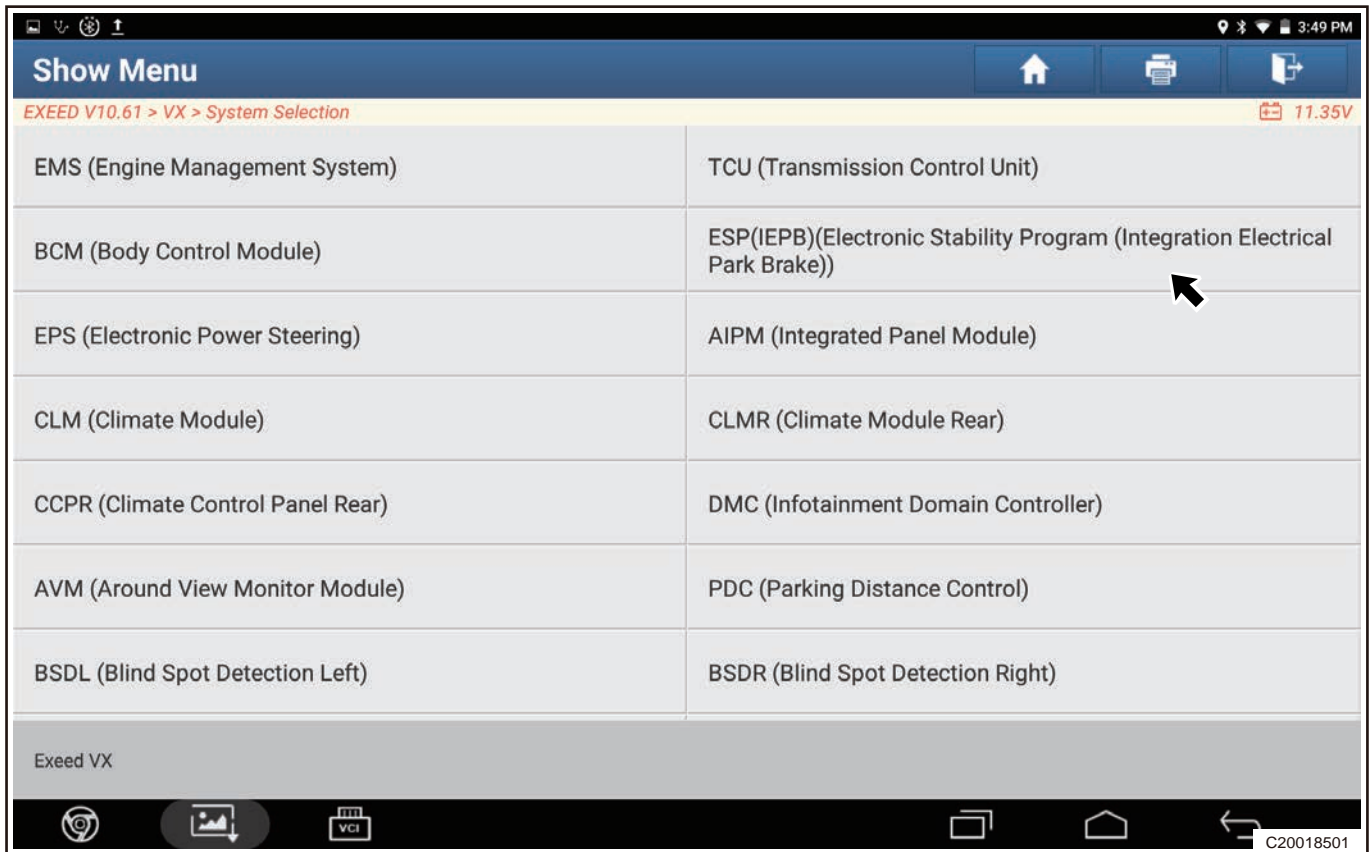 3:49 PM
Show Menu
EXEED V10.61 > VX > System Selection
11.35V
EMS (Engine Management System)
TCU (Transmission Control Unit)
BCM (Body Control Module)
ESP(IEPB)(Electronic Stability Program (Integration Electrical
Park Brake))
EPS (Electronic Power Steering)
AIPM (Integrated Panel Module)
CLM (Climate Module)
CLMR (Climate Module Rear)
CCPR (Climate Control Panel Rear)
DMC (Infotainment Domain Controller)
AVM (Around View Monitor Module)
PDC (Parking Distance Control)
BSDL (Blind Spot Detection Left)
BSDR (Blind Spot Detection Right)
Exeed VX
VCI
C20018501